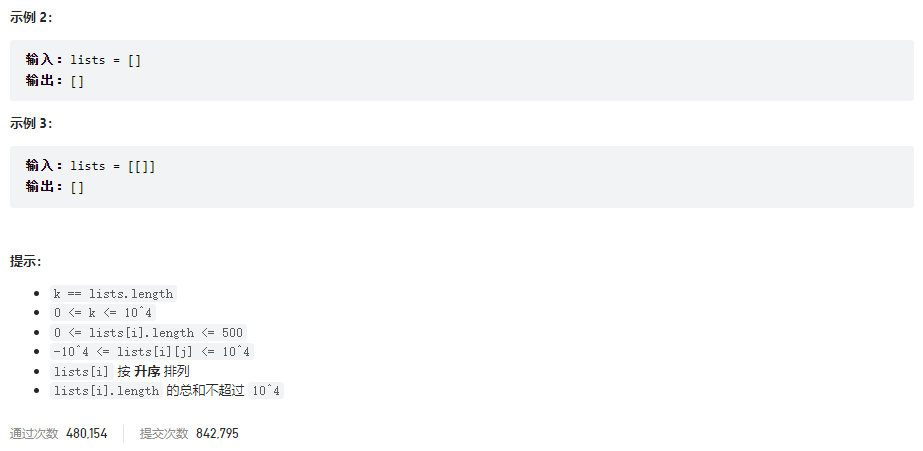 示例 2：
输入：lists = []
输出：[]
示例 3：
输入：lists = [[]]
输出：[]
提示：
k == lists.length
0 <= k <= 10^4
0 <= lists[i].length <= 500
-10^4 <= lists[i][j] <= 10^4
lists[i] 按 升序 排列
lists[i].length 的总和不超过 10^4
通过次数 480,154 提交次数 842,795